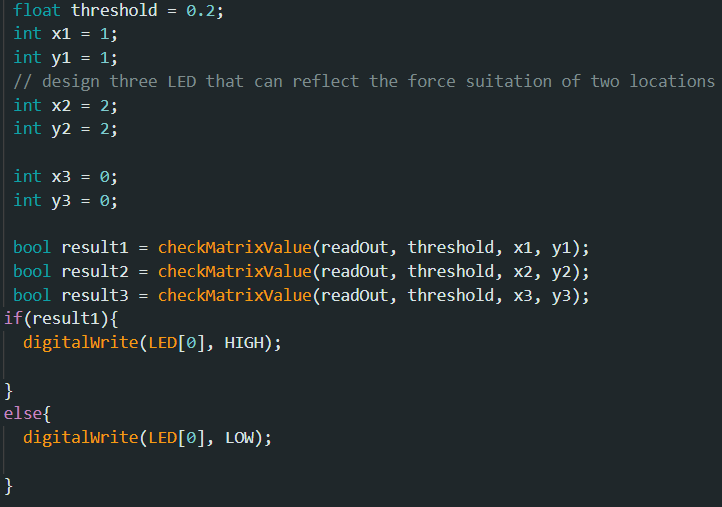 float threshold = 0.2;
int x1 = 1;
int y1 = 1;
// design three LED that can reflect the force suitation of two locations
int x2 = 2;
int y2 = 2;
int x3 = 0;
int y3 = 0;
bool result1 = checkMatrixValue(readOut, threshold, x1, y1);
bool result2 = checkMatrixValue(readOut, threshold, x2, y2);
bool result3 = checkMatrixValue(readOut, threshold, x3, y3);
if(result1){
digitalWrite(LED[0], HIGH);
}
else{
digitalWrite(LED[0], LOW);
}